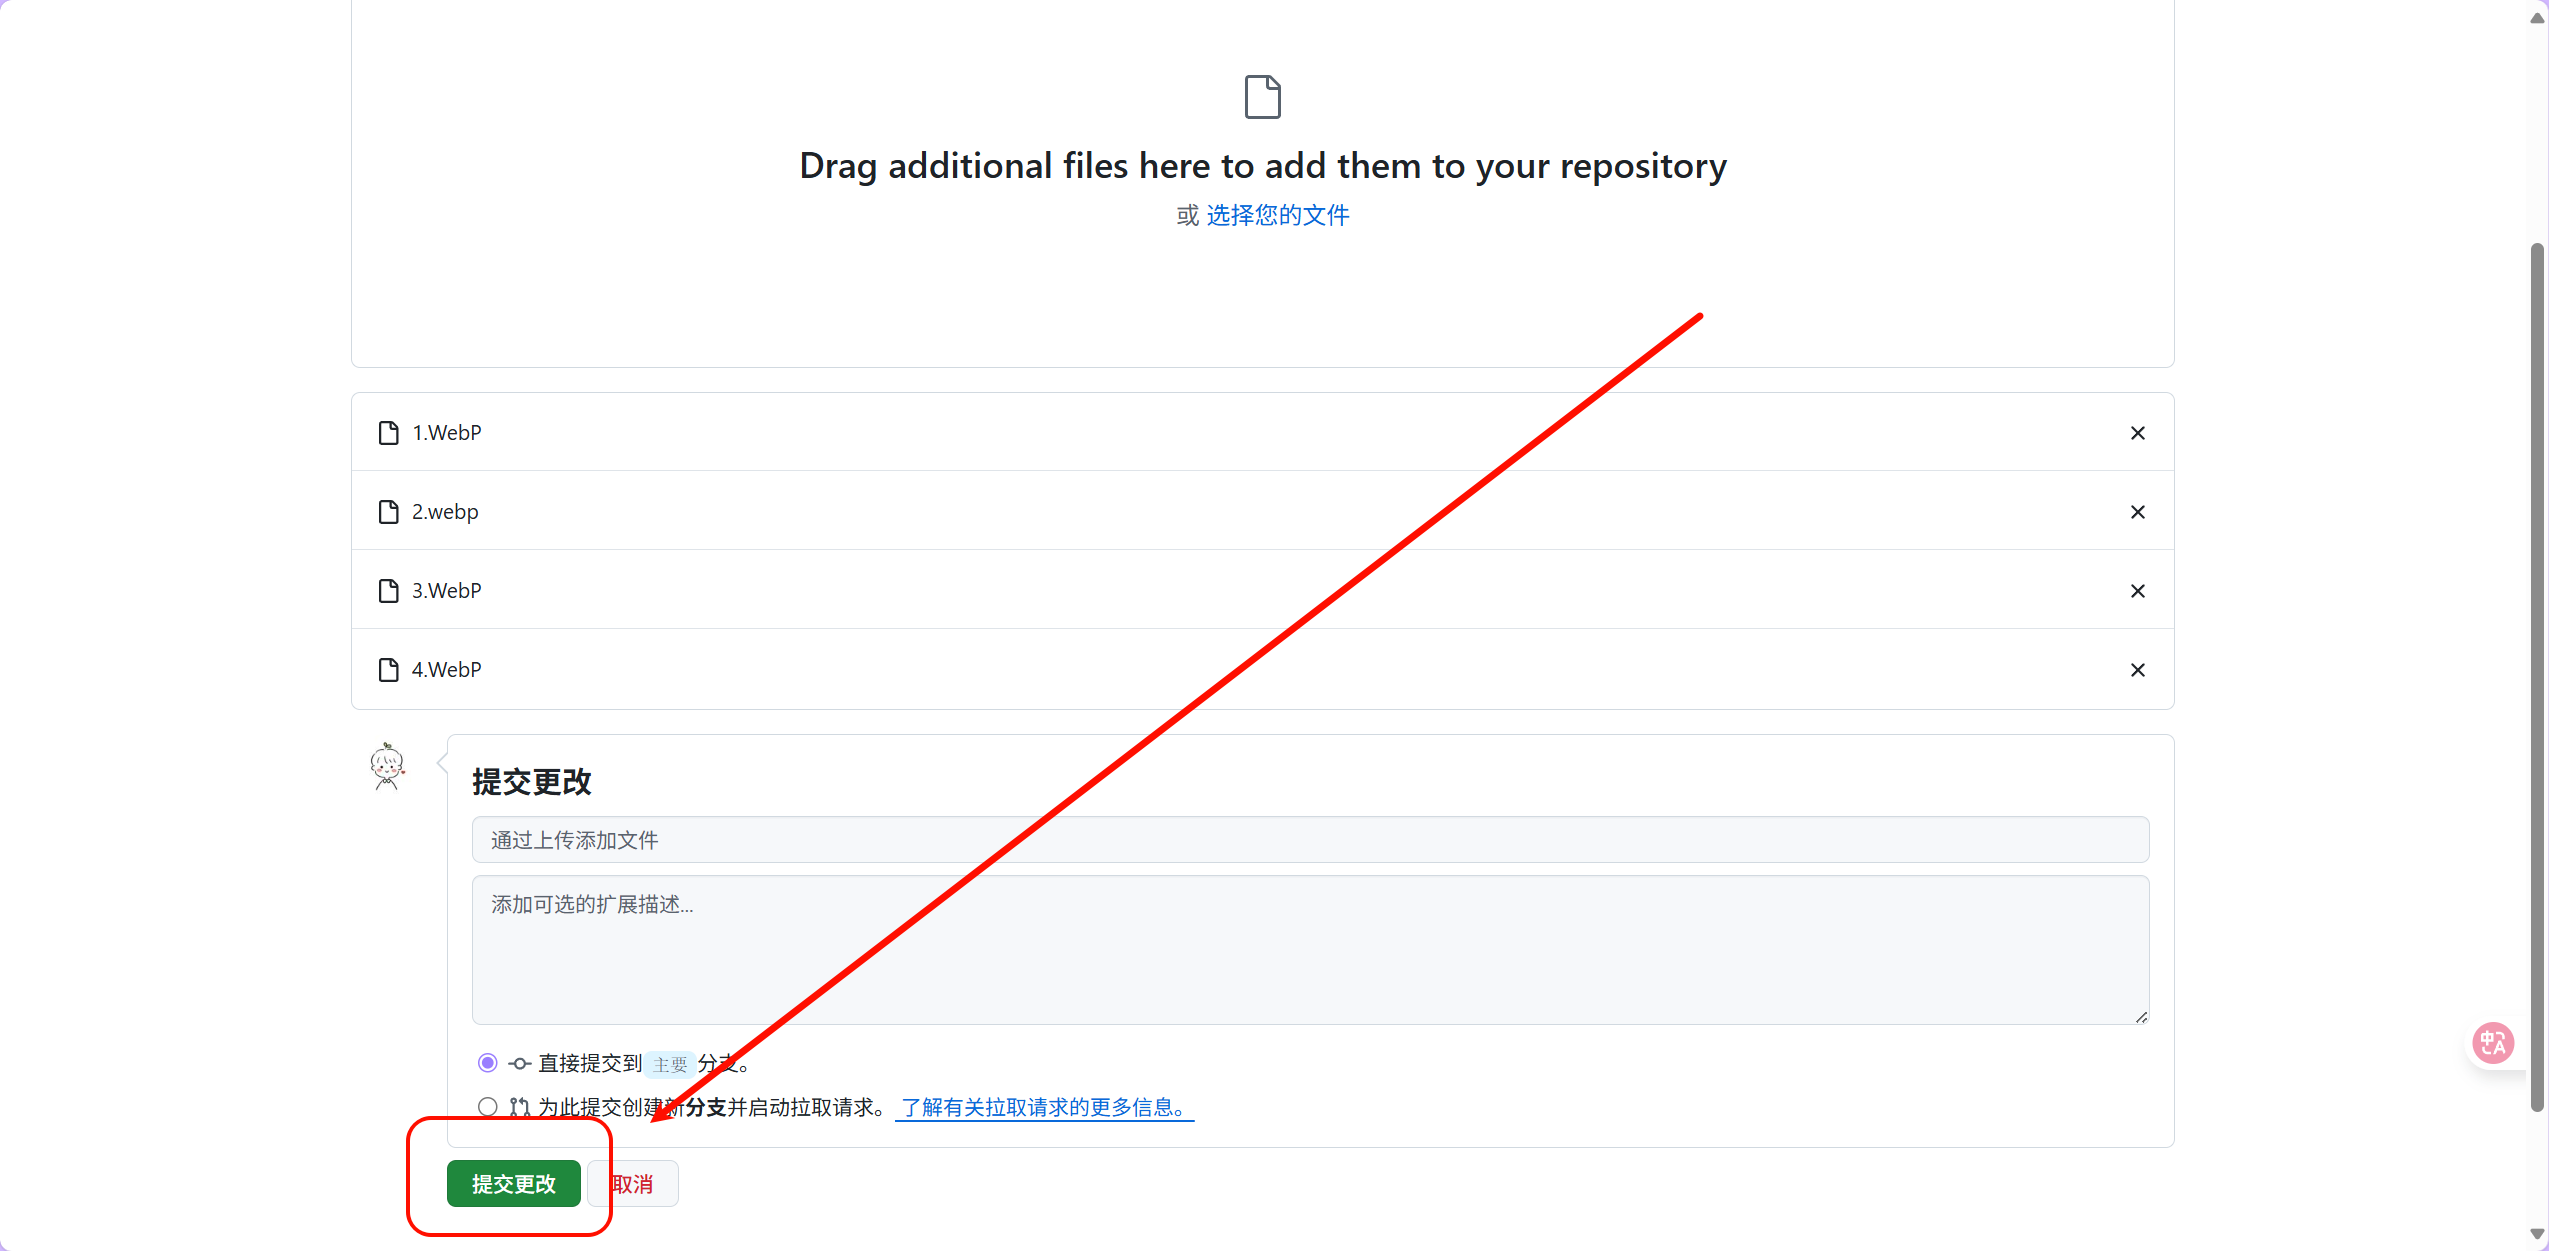 Drag additional files here to add them to your repository
或 选择您的文件
1.WebP
2.webp
3.WebP
4.WebP
提交更改
通过上传添加文件
添加可选的扩展描述...
直接提交到 主要 分支。
为此提交创建新分支并启动拉取请求。 了解有关拉取请求的更多信息。
提交更改 取消